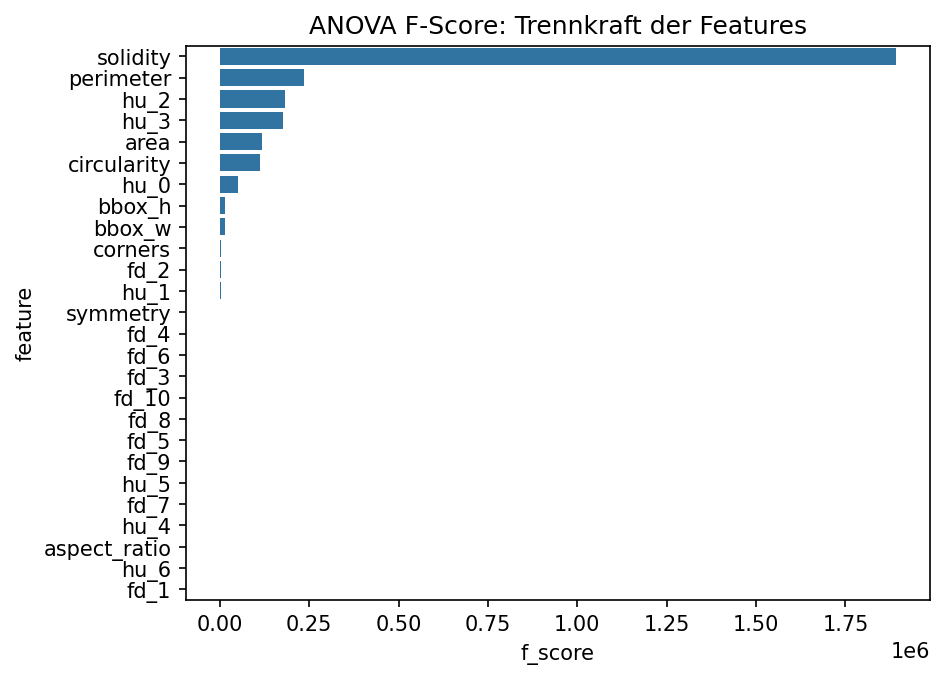 ANOVA F-Score: Trennkraft der Features
solidity
perimeter
hu_2
hu_3
area
circularity
hu_0
bbox_h
bbox_w
corners
fd_2
hu_1
symmetry
fd_4
fd_6
fd_3
fd_10
fd_8
fd_5
fd_9
hu_5
fd_7
hu_4
aspect_ratio
hu_6
fd_1
feature
0.00 0.25 0.50 0.75 1.00 1.25 1.50 1.75
1e6
f_score